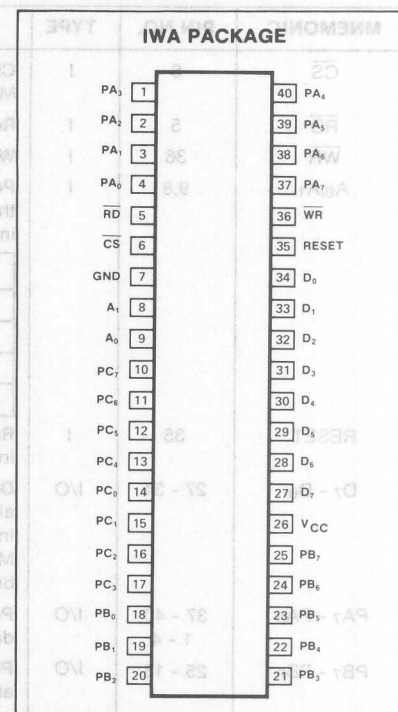 IWA PACKAGE
PA₃ 1 40 PA₄
PA₂ 2 39 PA₅
PA₁ 3 38 PA₆
PA₀ 4 37 PA₇
R̅D̅ 5 36 W̅R̅
C̅S̅ 6 35 RESET
GND 7 34 D₀
A₁ 8 33 D₁
A₀ 9 32 D₂
PC₇ 10 31 D₃
PC₆ 11 30 D₄
PC₅ 12 29 D₅
PC₄ 13 28 D₆
PC₀ 14 27 D₇
PC₁ 15 26 VCC
PC₂ 16 25 PB₇
PC₃ 17 24 PB₆
PB₀ 18 23 PB₅
PB₁ 19 22 PB₄
PB₂ 20 21 PB₃